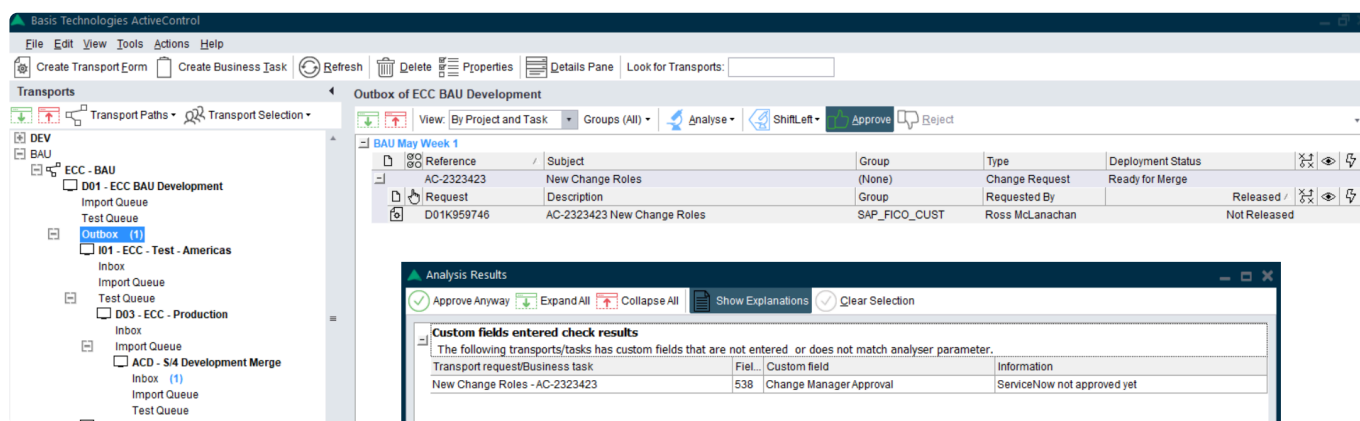 Basis Technologies ActiveControl
File Edit View Tools Actions Help
Create Transport Form Create Business Task Refresh Delete Properties Details Pane Look for Transports:
Transports
Transport Paths Transport Selection
DEV
BAU
ECC - BAU
D01 - ECC BAU Development
Import Queue
Test Queue
Outbox (1)
I01 - ECC - Test - Americas
Inbox
Import Queue
Test Queue
D03 - ECC - Production
Inbox
Import Queue
ACD - S/4 Development Merge
Inbox (1)
Import Queue
Test Queue
Outbox of ECC BAU Development
View: By Project and Task Groups (All) Analyse ShiftLeft Approve Reject
BAU May Week 1
Reference / Subject Group Type Deployment Status
AC-2323423 New Change Roles (None) Change Request Ready for Merge
Request Description Group Requested By Released /
D01K959746 AC-2323423 New Change Roles SAP_FICO_CUST Ross McLanachan Not Released
Analysis Results
Approve Anyway Expand All Collapse All Show Explanations Clear Selection
Custom fields entered check results
The following transports/tasks has custom fields that are not entered or does not match analyser parameter.
Transport request/Business task Fiel... Custom field Information
New Change Roles - AC-2323423 538 Change Manager Approval ServiceNow not approved yet